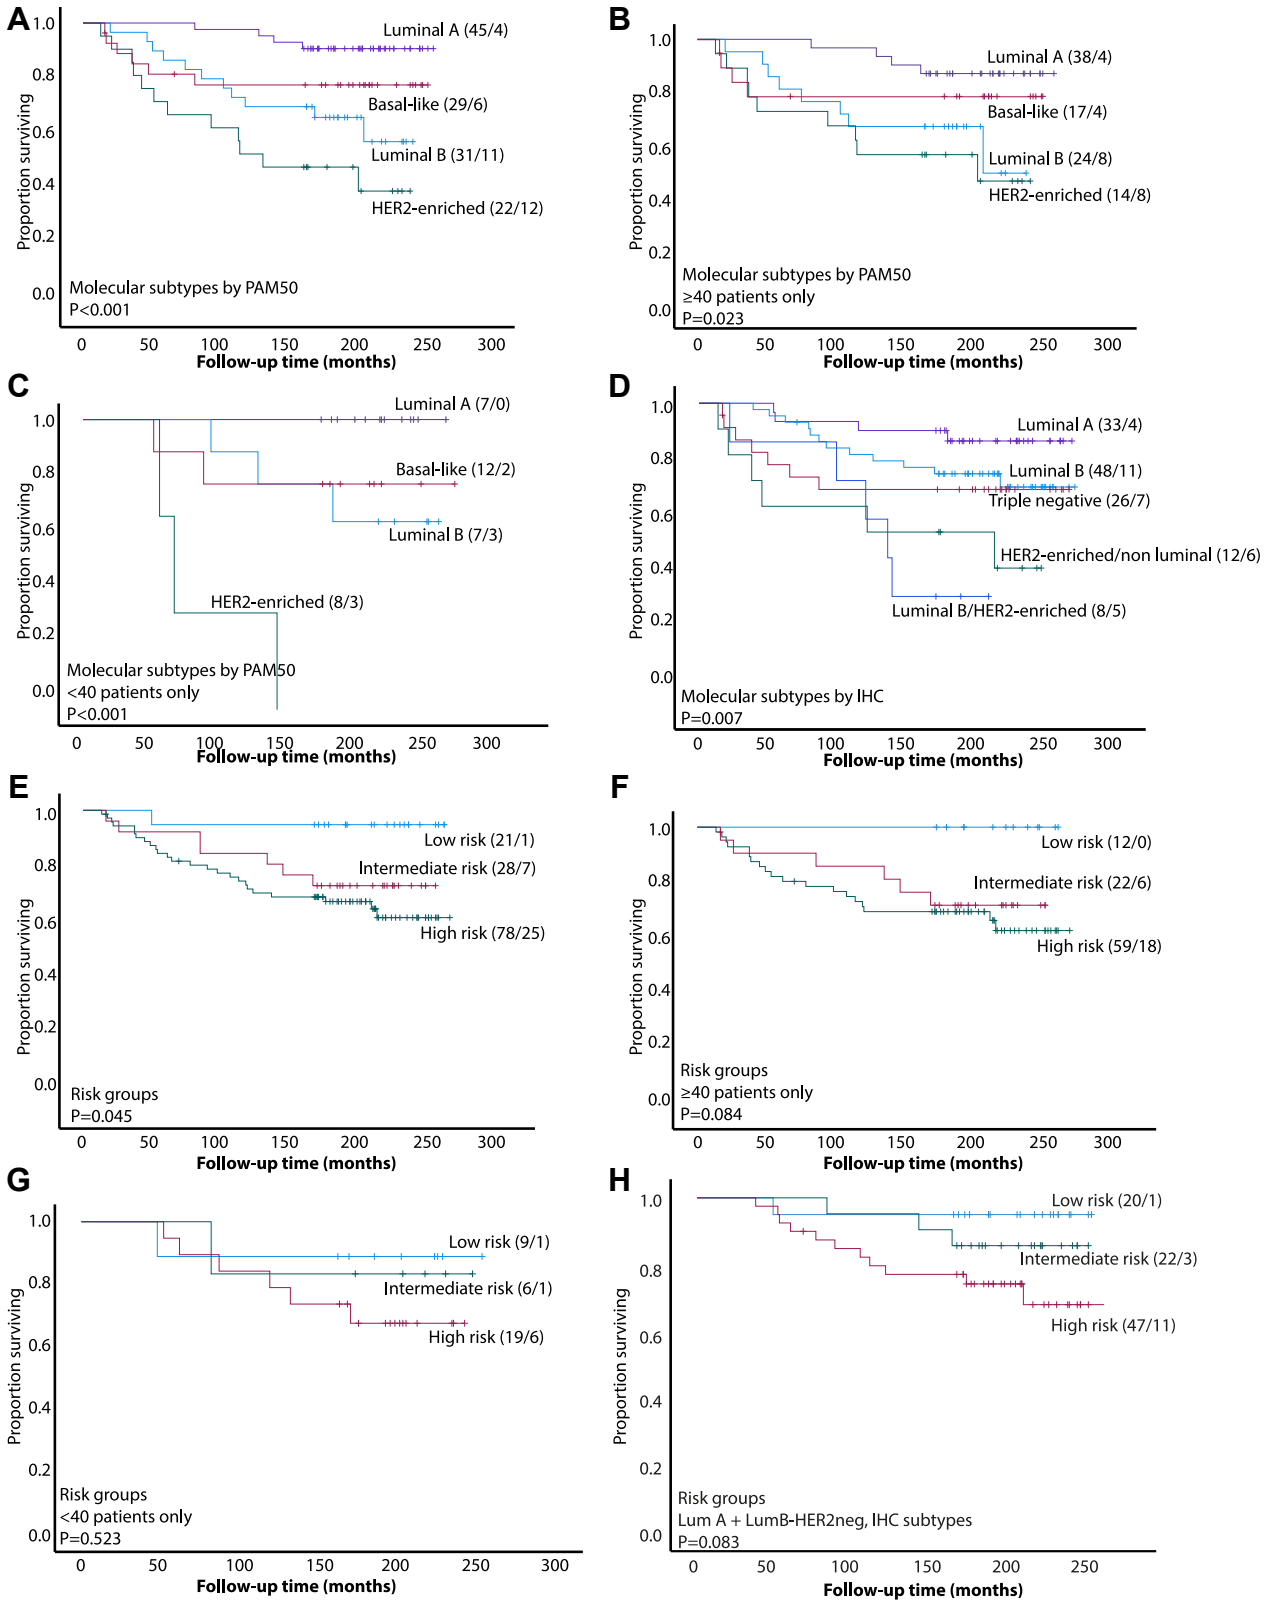 A
1.0
0.8
0.6
0.4
0.2
0.0
Proportion surviving
Luminal A (45/4)
Basal-like (29/6)
Luminal B (31/11)
HER2-enriched (22/12)
Molecular subtypes by PAM50
P<0.001
0 50 100 150 200 250 300
Follow-up time (months)
B
1.0
0.8
0.6
0.4
0.2
0.0
Proportion surviving
Luminal A (38/4)
Basal-like (17/4)
Luminal B (24/8)
HER2-enriched (14/8)
Molecular subtypes by PAM50
≥40 patients only
P=0.023
0 50 100 150 200 250 300
Follow-up time (months)
C
1.0
0.8
0.6
0.4
0.2
0.0
Proportion surviving
Luminal A (7/0)
Basal-like (12/2)
Luminal B (7/3)
HER2-enriched (8/3)
Molecular subtypes by PAM50
<40 patients only
P<0.001
0 50 100 150 200 250 300
Follow-up time (months)
D
1.0
0.8
0.6
0.4
0.2
0.0
Proportion surviving
Luminal A (33/4)
Luminal B (48/11)
Triple negative (26/7)
HER2-enriched/non luminal (12/6)
Luminal B/HER2-enriched (8/5)
Molecular subtypes by IHC
P=0.007
0 50 100 150 200 250 300
Follow-up time (months)
E
1.0
0.8
0.6
0.4
0.2
0.0
Proportion surviving
Low risk (21/1)
Intermediate risk (28/7)
High risk (78/25)
Risk groups
P=0.045
0 50 100 150 200 250 300
Follow-up time (months)
F
1.0
0.8
0.6
0.4
0.2
0.0
Proportion surviving
Low risk (12/0)
Intermediate risk (22/6)
High risk (59/18)
Risk groups
≥40 patients only
P=0.084
0 50 100 150 200 250 300
Follow-up time (months)
G
1.0
0.8
0.6
0.4
0.2
0.0
Proportion surviving
Low risk (9/1)
Intermediate risk (6/1)
High risk (19/6)
Risk groups
<40 patients only
P=0.523
0 50 100 150 200 250 300
Follow-up time (months)
H
1.0
0.8
0.6
0.4
0.2
0.0
Proportion surviving
Low risk (20/1)
Intermediate risk (22/3)
High risk (47/11)
Risk groups
Lum A + LumB-HER2neg, IHC subtypes
P=0.083
0 50 100 150 200 250
Follow-up time (months)